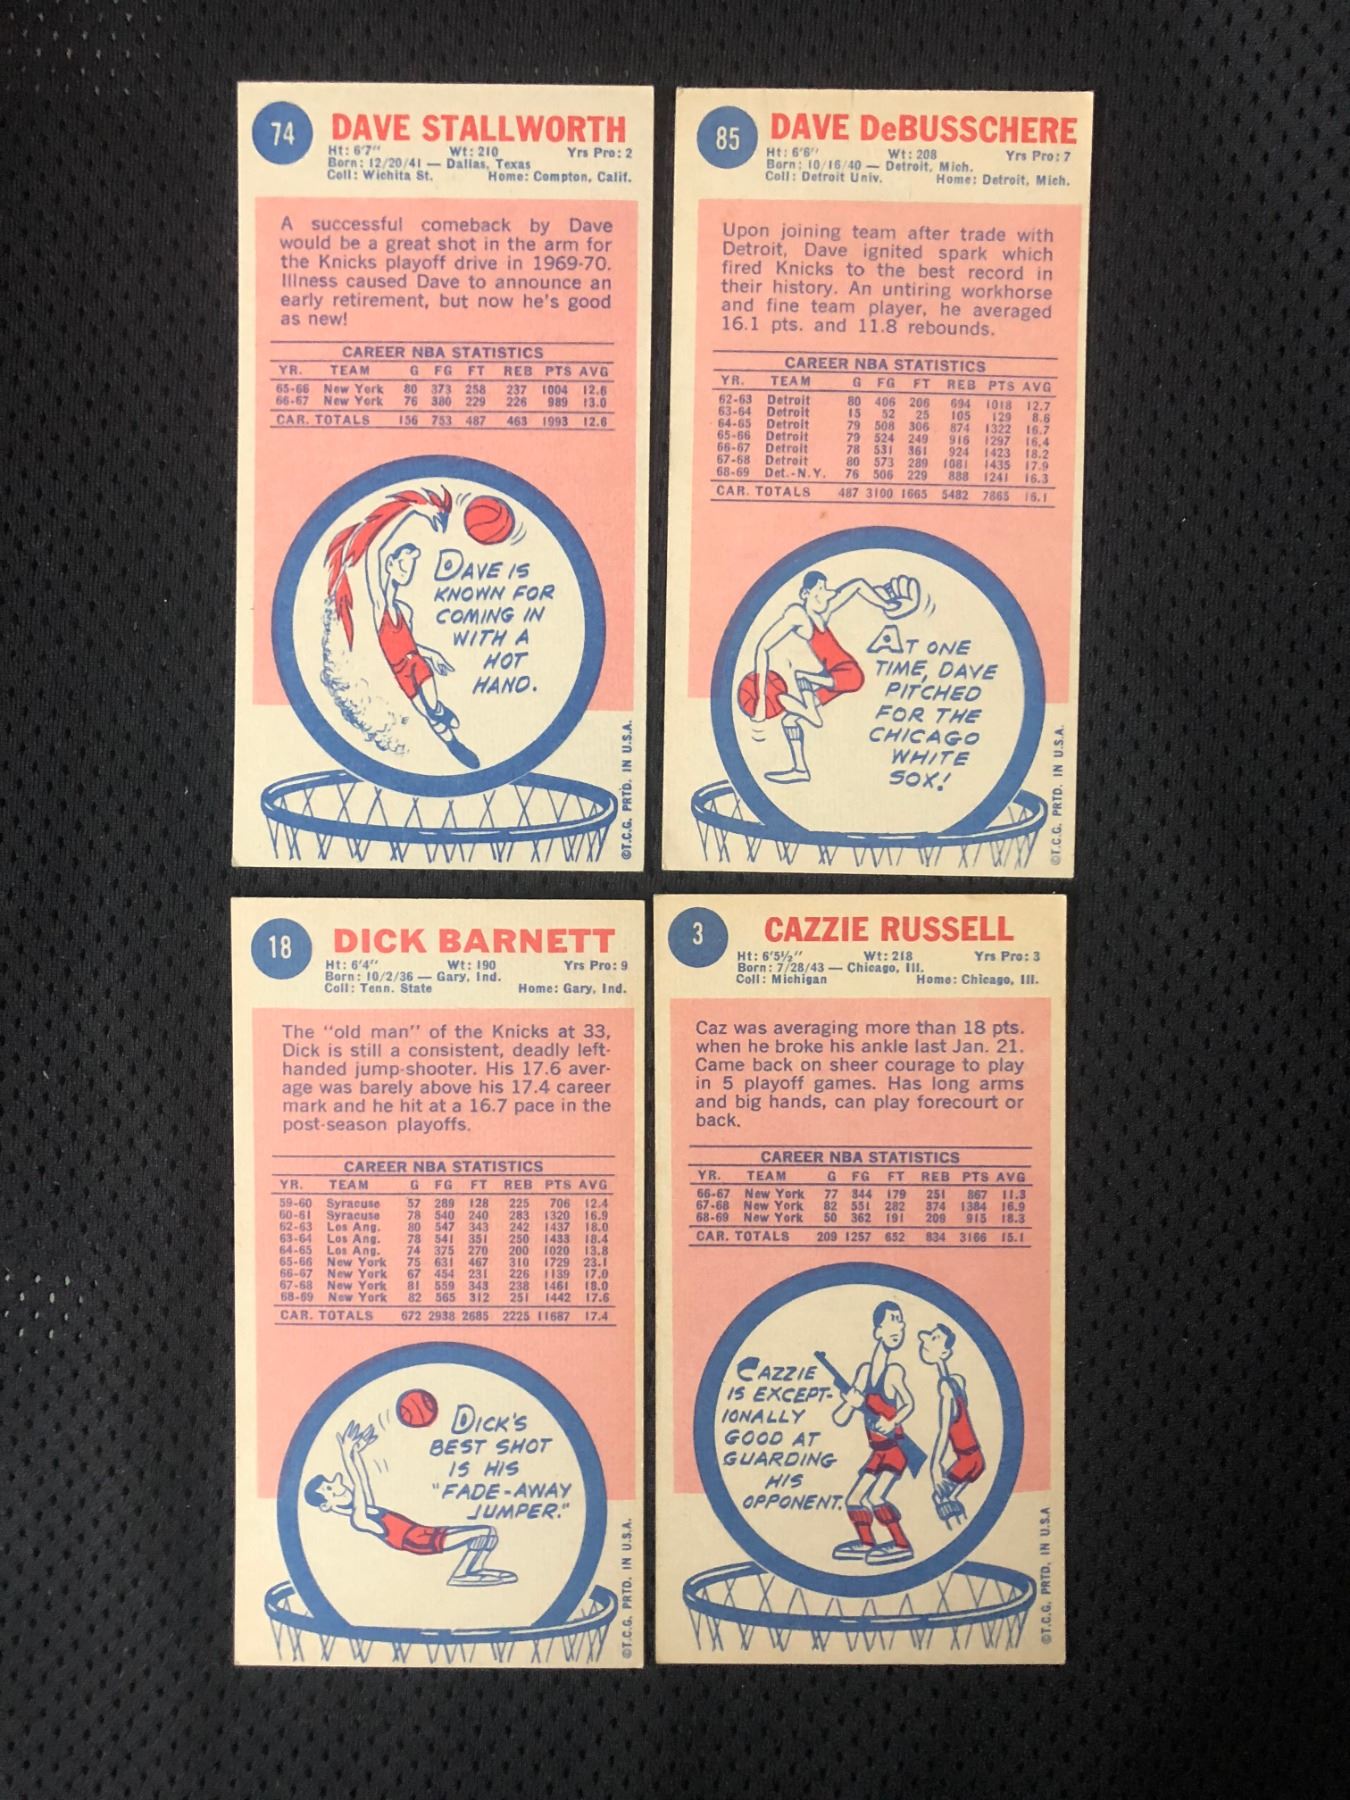 74
DAVE STALLWORTH
Ht: 6'7" Wt: 210 Yrs Pro: 2
Born: 12/20/41 — Dallas, Texas
Coll: Wichita St. Home: Compton, Calif.
A successful comeback by Dave
would be a great shot in the arm for
the Knicks playoff drive in 1969-70.
Illness caused Dave to announce an
early retirement, but now he's good
as new!
CAREER NBA STATISTICS
YR. TEAM G FG FT REB PTS AVG
65-66 New York 80 373 258 237 1004 12.6
66-67 New York 76 380 229 226 989 13.0
CAR. TOTALS 156 753 487 463 1993 12.6
DAVE IS
KNOWN FOR
COMING IN
WITH A
HOT
HAND.
©T.C.G. PRTD. IN U.S.A.
85
DAVE DeBUSSCHERE
Ht: 6'6" Wt: 208 Yrs Pro: 7
Born: 10/16/40 — Detroit, Mich.
Coll: Detroit Univ. Home: Detroit, Mich.
Upon joining team after trade with
Detroit, Dave ignited spark which
fired Knicks to the best record in
their history. An untiring workhorse
and fine team player, he averaged
16.1 pts. and 11.8 rebounds.
CAREER NBA STATISTICS
YR. TEAM G FG FT REB PTS AVG
62-63 Detroit 80 406 206 694 1018 12.7
63-64 Detroit 15 52 25 105 129 8.6
64-65 Detroit 79 508 306 874 1322 16.7
65-66 Detroit 79 524 249 916 1297 16.4
66-67 Detroit 78 531 361 924 1423 18.2
67-68 Detroit 80 573 289 1081 1435 17.9
68-69 Det.-N.Y. 76 506 229 888 1241 16.3
CAR. TOTALS 487 3100 1665 5482 7865 16.1
AT ONE
TIME, DAVE
PITCHED
FOR THE
CHICAGO
WHITE
SOX!
©T.C.G. PRTD. IN U.S.A.
18
DICK BARNETT
Ht: 6'4" Wt: 190 Yrs Pro: 9
Born: 10/2/36 — Gary, Ind.
Coll: Tenn. State Home: Gary, Ind.
The "old man" of the Knicks at 33,
Dick is still a consistent, deadly left-
handed jump-shooter. His 17.6 aver-
age was barely above his 17.4 career
mark and he hit at a 16.7 pace in the
post-season playoffs.
CAREER NBA STATISTICS
YR. TEAM G FG FT REB PTS AVG
59-60 Syracuse 57 289 128 225 706 12.4
60-61 Syracuse 78 540 240 283 1320 16.9
62-63 Los Ang. 80 547 343 242 1437 18.0
63-64 Los Ang. 78 541 351 250 1433 18.4
64-65 Los Ang. 74 375 270 200 1020 13.8
65-66 New York 75 631 467 310 1729 23.1
66-67 New York 67 454 231 226 1139 17.0
67-68 New York 81 559 343 238 1461 18.0
68-69 New York 82 565 312 251 1442 17.6
CAR. TOTALS 672 2938 2685 2225 11687 17.4
DICK'S
BEST SHOT
IS HIS
"FADE-AWAY
JUMPER."
©T.C.G. PRTD. IN U.S.A.
3
CAZZIE RUSSELL
Ht: 6'5½" Wt: 218 Yrs Pro: 3
Born: 7/28/43 — Chicago, Ill.
Coll: Michigan Home: Chicago, Ill.
Caz was averaging more than 18 pts.
when he broke his ankle last Jan. 21.
Came back on sheer courage to play
in 5 playoff games. Has long arms
and big hands, can play forecourt or
back.
CAREER NBA STATISTICS
YR. TEAM G FG FT REB PTS AVG
66-67 New York 77 344 179 251 867 11.3
67-68 New York 82 551 282 374 1384 16.9
68-69 New York 50 362 191 209 915 18.3
CAR. TOTALS 209 1257 652 834 3166 15.1
CAZZIE
IS EXCEPT-
IONALLY
GOOD AT
GUARDING
HIS
OPPONENT.
©T.C.G. PRTD. IN U.S.A